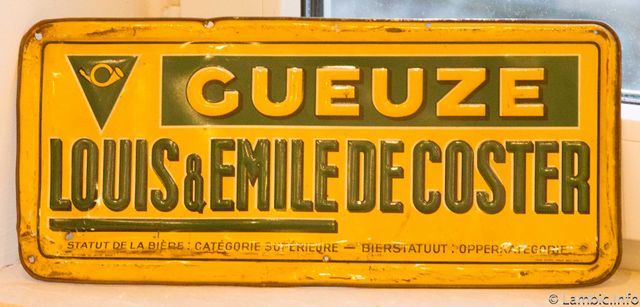 GUEUZE
LOUIS & EMILE DE COSTER
STATUT DE LA BIÈRE : CATÉGORIE SUPÉRIEURE — BIERSTATUUT : OPPERKATEGORIE
© Lambic.info